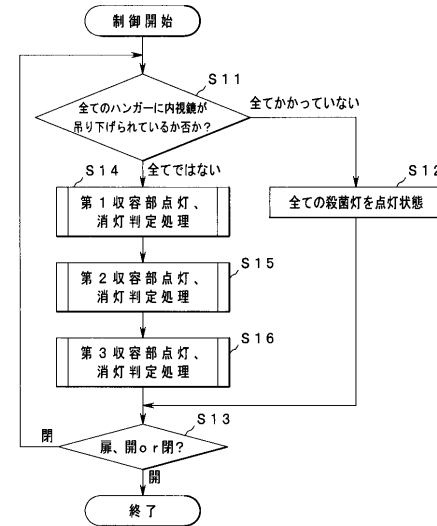 制御開始
S11
全てのハンガーに内視鏡が
吊り下げられているか否か?
全てかかっていない
S14
全てではない
S12
第1収容部点灯、
消灯判定処理
全ての殺菌灯を点灯状態
S15
第2収容部点灯、
消灯判定処理
S16
第3収容部点灯、
消灯判定処理
S13
閉
扉、開or閉?
開
終了